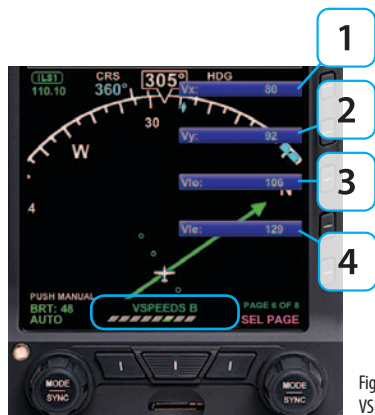 1
ILS1 CRS 305° HDG
110.10 360° Vx: 80
2
30 Vy: 92
W
3
Vlo: 106
N
4
Vle: 129
4
PUSH MANUAL
BRT: 48 VSPEEDS B PAGE 6 OF 8
AUTO SEL PAGE
MODE MODE
SYNC SYNC
Fig
VS